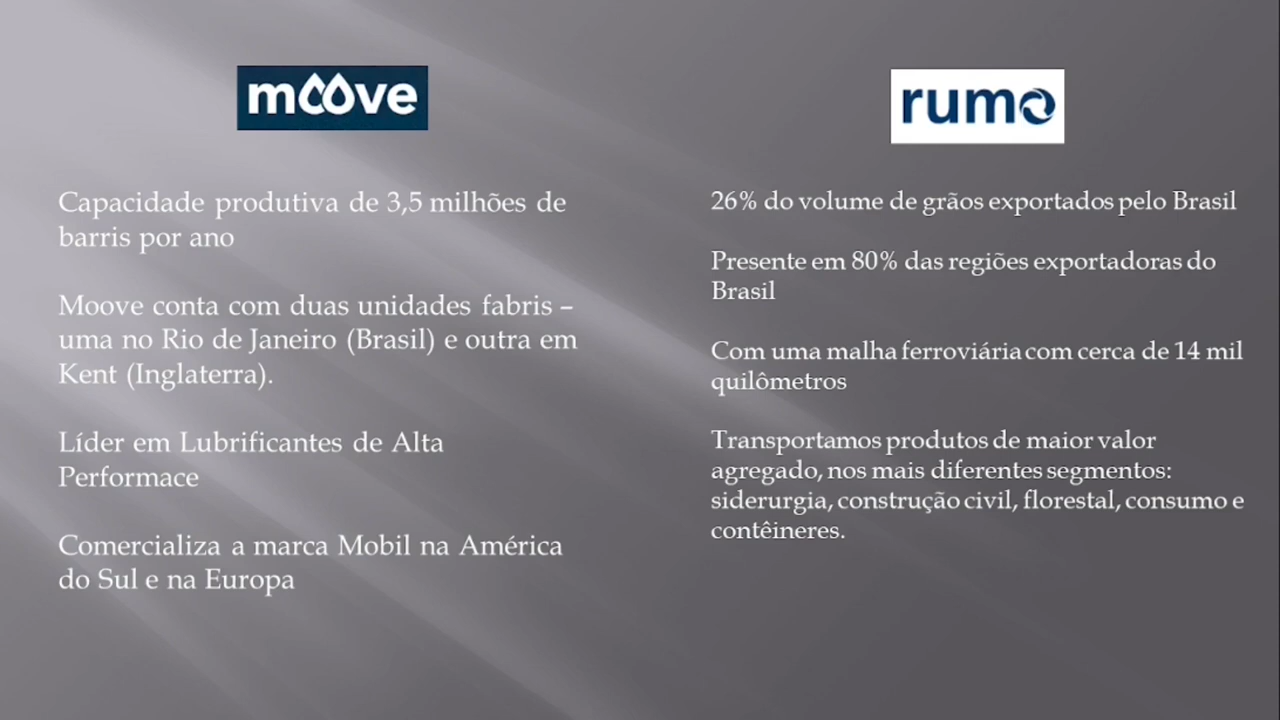 moove
Capacidade produtiva de 3,5 milhões de
barris por ano
Moove conta com duas unidades fabris –
uma no Rio de Janeiro (Brasil) e outra em
Kent (Inglaterra).
Líder em Lubrificantes de Alta
Performace
Comercializa a marca Mobil na América
do Sul e na Europa
rumo
26% do volume de grãos exportados pelo Brasil
Presente em 80% das regiões exportadoras do
Brasil
Com uma malha ferroviária com cerca de 14 mil
quilômetros
Transportamos produtos de maior valor
agregado, nos mais diferentes segmentos:
siderurgia, construção civil, florestal, consumo e
contêineres.